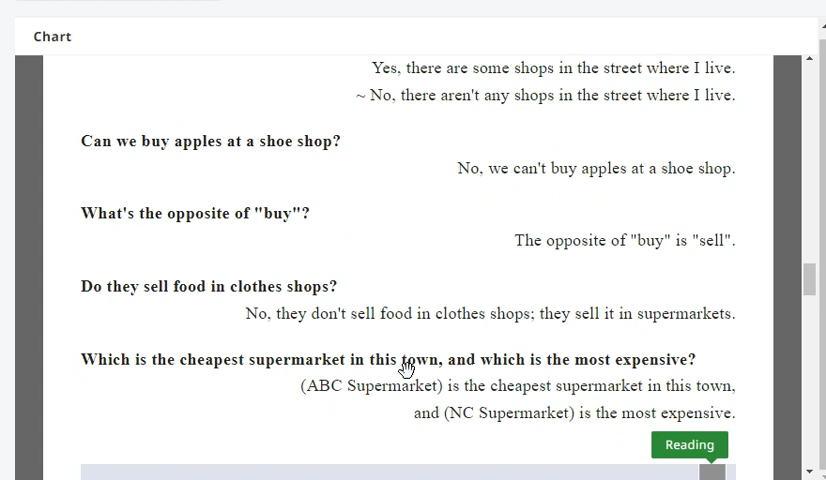 Chart
Yes, there are some shops in the street where I live.
~ No, there aren't any shops in the street where I live.
Can we buy apples at a shoe shop?
No, we can't buy apples at a shoe shop.
What's the opposite of "buy"?
The opposite of "buy" is "sell".
Do they sell food in clothes shops?
No, they don't sell food in clothes shops; they sell it in supermarkets.
Which is the cheapest supermarket in this town, and which is the most expensive?
(ABC Supermarket) is the cheapest supermarket in this town,
and (NC Supermarket) is the most expensive.
Reading